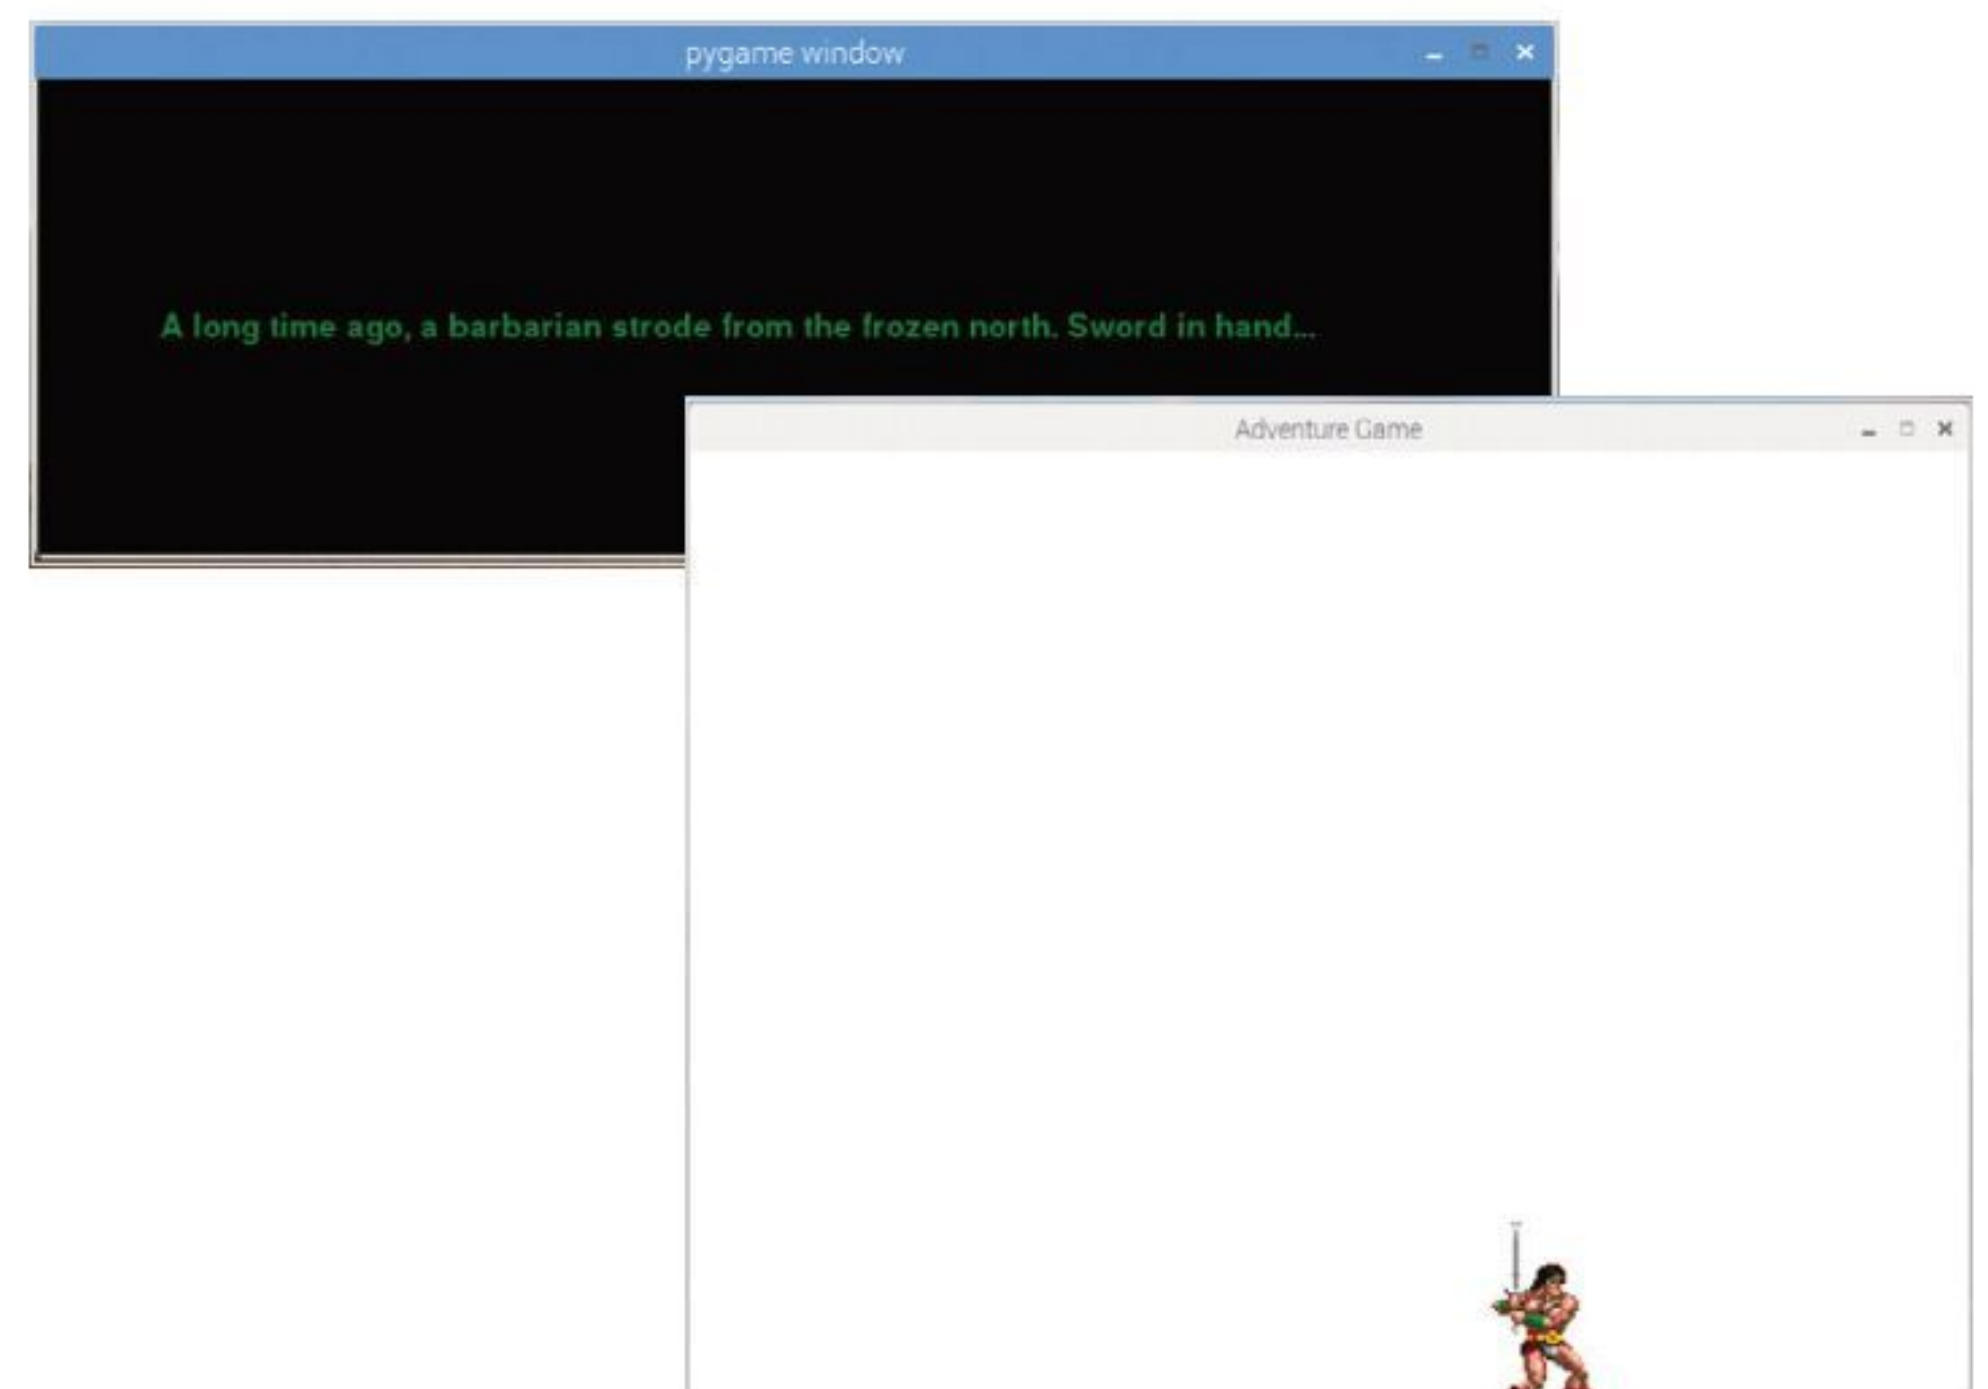 pygame window
A long time ago, a barbarian strode from the frozen north. Sword in hand...
Adventure Game